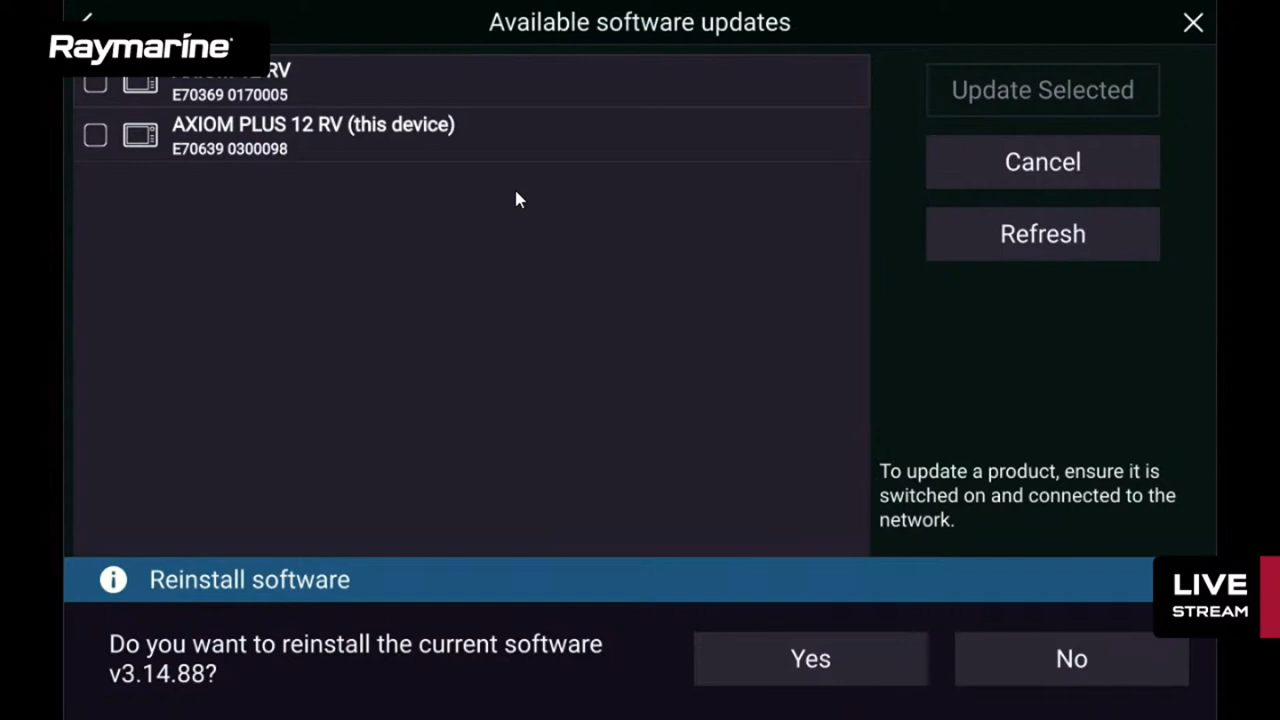 Available software updates
Raymarine
RV
E70369 0170005
AXIOM PLUS 12 RV (this device)
E70639 0300098
Update Selected
Cancel
Refresh
To update a product, ensure it is
switched on and connected to the
network.
Reinstall software
Do you want to reinstall the current software
v3.14.88?
Yes
No
LIVE
STREAM